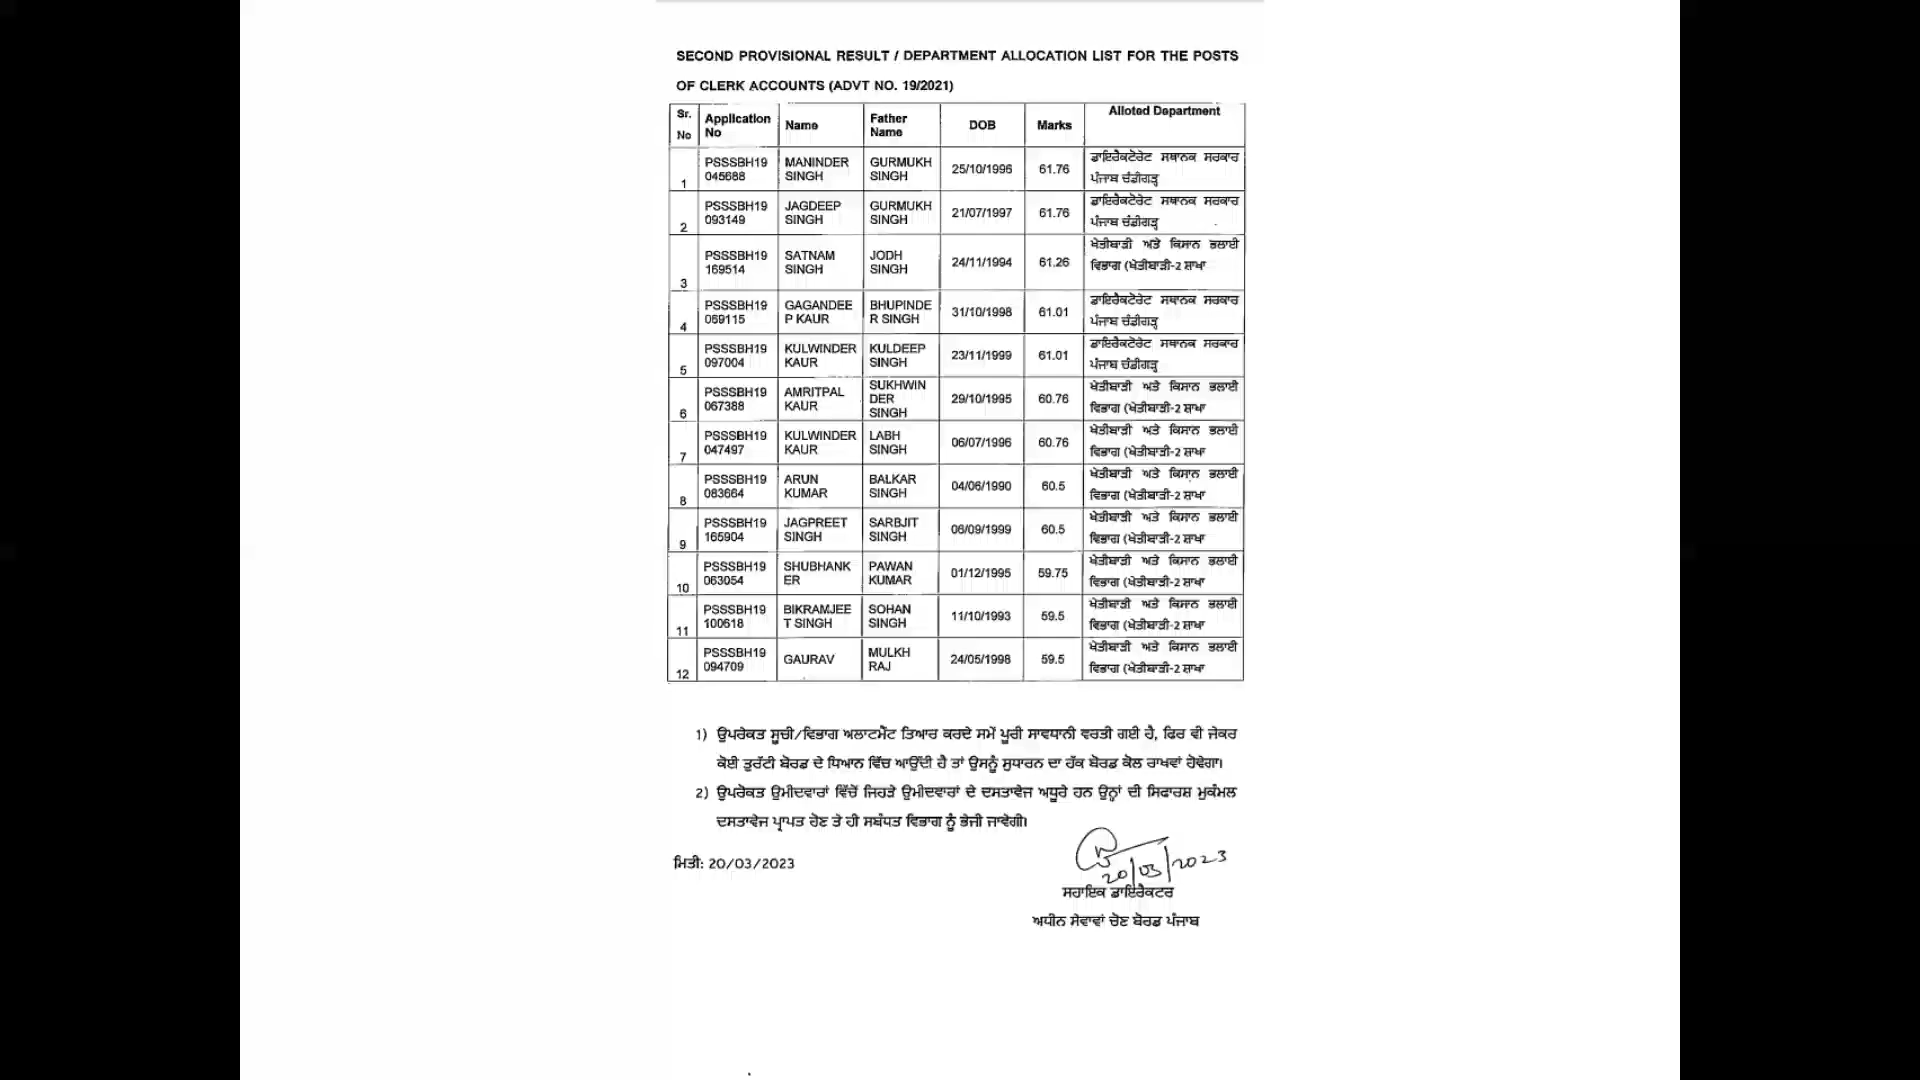 SECOND PROVISIONAL RESULT / DEPARTMENT ALLOCATION LIST FOR THE POSTS
OF CLERK ACCOUNTS (ADVT NO. 19/2021)
Sr. No Application No Name Father Name DOB Marks Alloted Department
1 PSSSBH19 045688 MANINDER SINGH GURMUKH SINGH 25/10/1996 61.76 ਡਾਇਰੈਕਟੋਰੇਟ ਸਥਾਨਕ ਸਰਕਾਰ ਪੰਜਾਬ ਚੰਡੀਗੜ੍ਹ
2 PSSSBH19 093149 JAGDEEP SINGH GURMUKH SINGH 21/07/1997 61.76 ਡਾਇਰੈਕਟੋਰੇਟ ਸਥਾਨਕ ਸਰਕਾਰ ਪੰਜਾਬ ਚੰਡੀਗੜ੍ਹ
3 PSSSBH19 169514 SATNAM SINGH JODH SINGH 24/11/1994 61.26 ਖੇਤੀਬਾੜੀ ਅਤੇ ਕਿਸਾਨ ਭਲਾਈ ਵਿਭਾਗ (ਖੇਤੀਬਾੜੀ-2 ਸ਼ਾਖਾ
4 PSSSBH19 069115 GAGANDEE P KAUR BHUPINDE R SINGH 31/10/1998 61.01 ਡਾਇਰੈਕਟੋਰੇਟ ਸਥਾਨਕ ਸਰਕਾਰ ਪੰਜਾਬ ਚੰਡੀਗੜ੍ਹ
5 PSSSBH19 097004 KULWINDER KAUR KULDEEP SINGH 23/11/1999 61.01 ਡਾਇਰੈਕਟੋਰੇਟ ਸਥਾਨਕ ਸਰਕਾਰ ਪੰਜਾਬ ਚੰਡੀਗੜ੍ਹ
6 PSSSBH19 067388 AMRITPAL KAUR SUKHWIN DER SINGH 29/10/1995 60.76 ਖੇਤੀਬਾੜੀ ਅਤੇ ਕਿਸਾਨ ਭਲਾਈ ਵਿਭਾਗ (ਖੇਤੀਬਾੜੀ-2 ਸ਼ਾਖਾ
7 PSSSBH19 047497 KULWINDER KAUR LABH SINGH 06/07/1996 60.76 ਖੇਤੀਬਾੜੀ ਅਤੇ ਕਿਸਾਨ ਭਲਾਈ ਵਿਭਾਗ (ਖੇਤੀਬਾੜੀ-2 ਸ਼ਾਖਾ
8 PSSSBH19 083664 ARUN KUMAR BALKAR SINGH 04/06/1990 60.5 ਖੇਤੀਬਾੜੀ ਅਤੇ ਕਿਸਾਨ ਭਲਾਈ ਵਿਭਾਗ (ਖੇਤੀਬਾੜੀ-2 ਸ਼ਾਖਾ
9 PSSSBH19 165904 JAGPREET SINGH SARBJIT SINGH 06/09/1999 60.5 ਖੇਤੀਬਾੜੀ ਅਤੇ ਕਿਸਾਨ ਭਲਾਈ ਵਿਭਾਗ (ਖੇਤੀਬਾੜੀ-2 ਸ਼ਾਖਾ
10 PSSSBH19 063054 SHUBHANK ER PAWAN KUMAR 01/12/1995 59.75 ਖੇਤੀਬਾੜੀ ਅਤੇ ਕਿਸਾਨ ਭਲਾਈ ਵਿਭਾਗ (ਖੇਤੀਬਾੜੀ-2 ਸ਼ਾਖਾ
11 PSSSBH19 100618 BIKRAMJEE T SINGH SOHAN SINGH 11/10/1993 59.5 ਖੇਤੀਬਾੜੀ ਅਤੇ ਕਿਸਾਨ ਭਲਾਈ ਵਿਭਾਗ (ਖੇਤੀਬਾੜੀ-2 ਸ਼ਾਖਾ
12 PSSSBH19 094709 GAURAV MULKH RAJ 24/05/1998 59.5 ਖੇਤੀਬਾੜੀ ਅਤੇ ਕਿਸਾਨ ਭਲਾਈ ਵਿਭਾਗ (ਖੇਤੀਬਾੜੀ-2 ਸ਼ਾਖਾ
1) ਉਪਰੋਕਤ ਸੂਚੀ/ਵਿਭਾਗ ਅਲਾਟਮੈਂਟ ਤਿਆਰ ਕਰਦੇ ਸਮੇਂ ਪੂਰੀ ਸਾਵਧਾਨੀ ਵਰਤੀ ਗਈ ਹੈ, ਫਿਰ ਵੀ ਜੇਕਰ
ਕੋਈ ਤੁਰੱਟੀ ਬੋਰਡ ਦੇ ਧਿਆਨ ਵਿੱਚ ਆਉਂਦੀ ਹੈ ਤਾਂ ਉਸਨੂੰ ਸੁਧਾਰਨ ਦਾ ਹੱਕ ਬੋਰਡ ਕੋਲ ਰਾਖਵਾਂ ਹੋਵੇਗਾ।
2) ਉਪਰੋਕਤ ਉਮੀਦਵਾਰਾਂ ਵਿੱਚੋਂ ਜਿਹੜੇ ਉਮੀਦਵਾਰਾਂ ਦੇ ਦਸਤਾਵੇਜ ਅਧੂਰੇ ਹਨ ਉਨ੍ਹਾਂ ਦੀ ਸਿਫਾਰਸ਼ ਮੁਕੰਮਲ
ਦਸਤਾਵੇਜ ਪ੍ਰਾਪਤ ਹੋਣ ਤੇ ਹੀ ਸਬੰਧਤ ਵਿਭਾਗ ਨੂੰ ਭੇਜੀ ਜਾਵੇਗੀ।
ਮਿਤੀ: 20/03/2023
20/03/2023
ਸਹਾਇਕ ਡਾਇਰੈਕਟਰ
ਅਧੀਨ ਸੇਵਾਵਾਂ ਚੋਣ ਬੋਰਡ ਪੰਜਾਬ